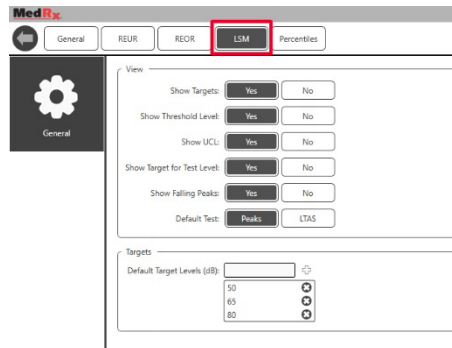 MedRx
General REUR REOR LSM Percentiles
General
View
Show Targets: Yes No
Show Threshold Level: Yes No
Show UCL: Yes No
Show Target for Test Level: Yes No
Show Falling Peaks: Yes No
Default Test: Peaks LTAS
Targets
Default Target Levels (dB):
50
65
80